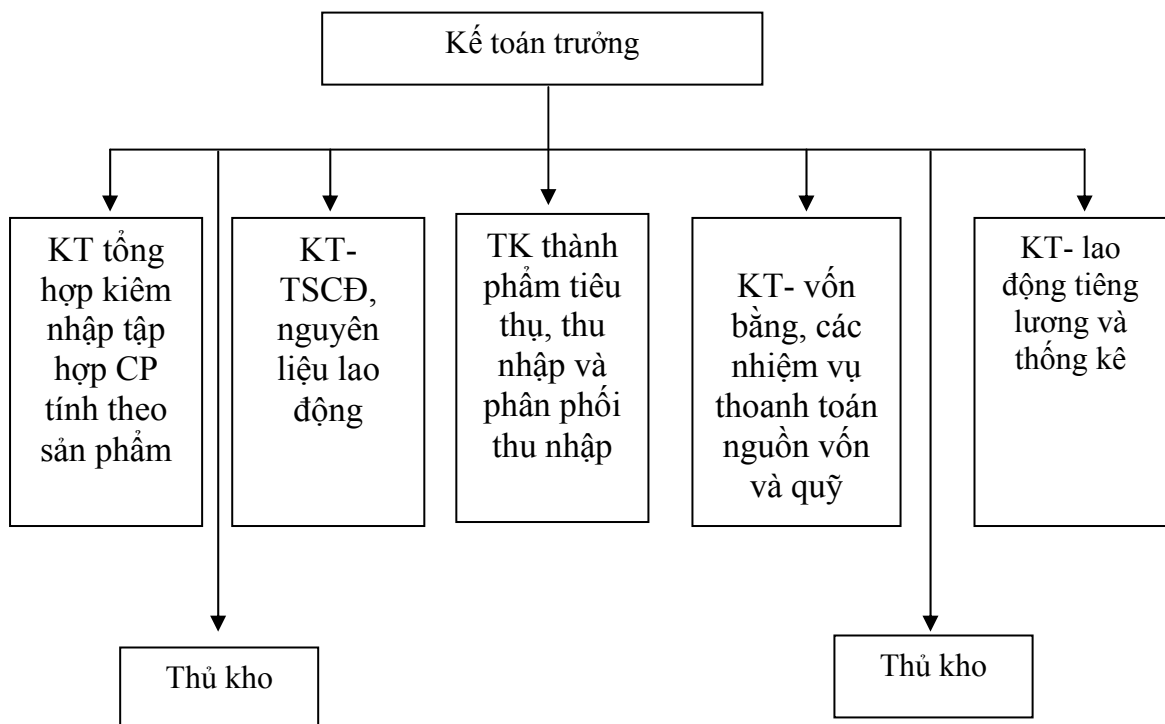 Kế toán trưởng
KT tổng
hợp kiêm
nhập tập
hợp CP
tính theo
sản phẩm
KT-
TSCĐ,
nguyên
liệu lao
động
TK thành
phẩm tiêu
thụ, thu
nhập và
phân phối
thu nhập
KT- vốn
bằng, các
nhiệm vụ
thoanh toán
nguồn vốn
và quỹ
KT- lao
động tiêng
lương và
thống kê
Thủ kho
Thủ kho